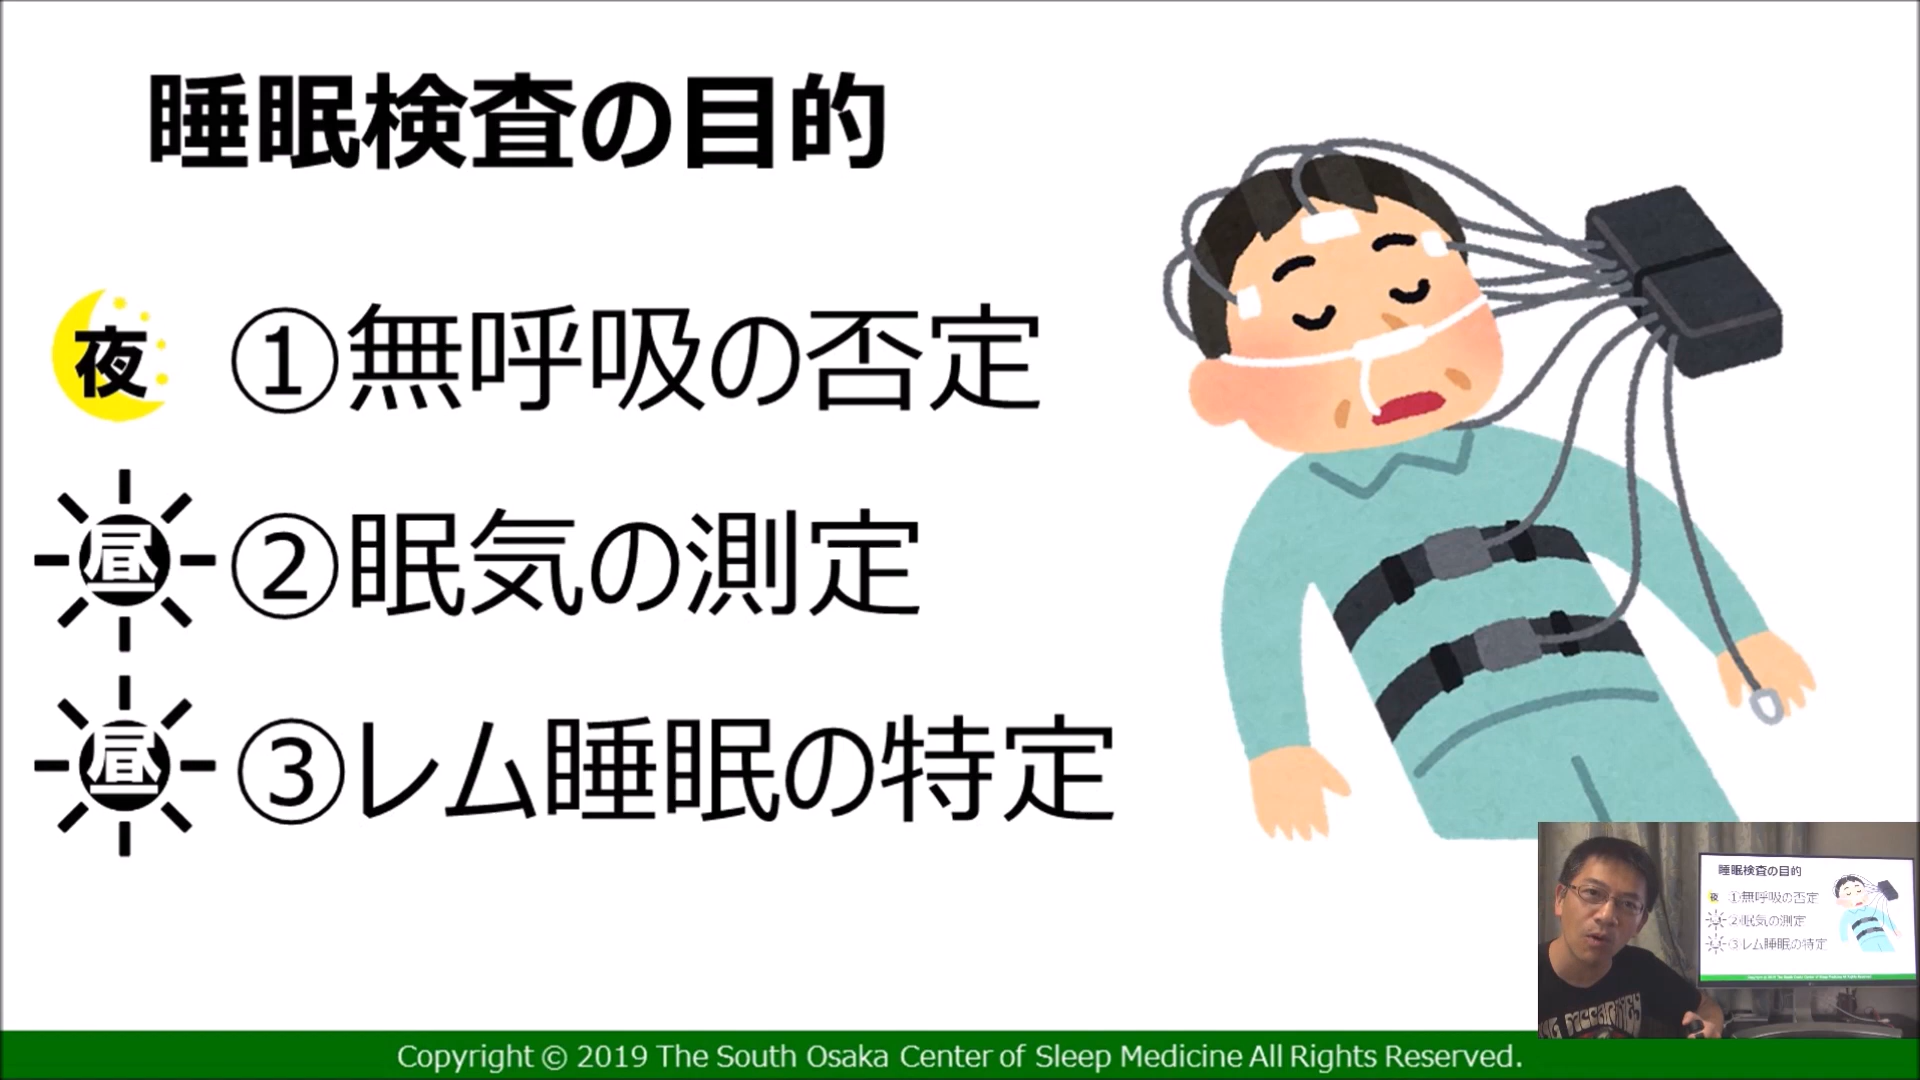 睡眠検査の目的
夜 ①無呼吸の否定
昼 ②眠気の測定
昼 ③レム睡眠の特定
睡眠検査の目的
夜 ①無呼吸の否定
②眠気の測定
③レム睡眠の特定
Copyright © 2019 The South Osaka Center of Sleep Medicine All Rights Reserved.